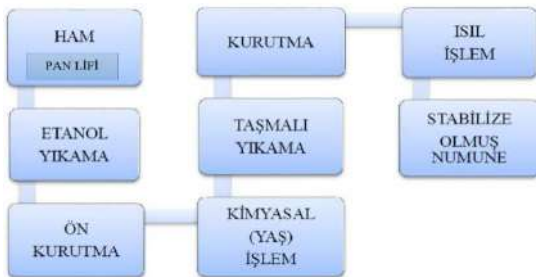 HAM
PAN LİFİ
ETANOL
YIKAMA
ÖN
KURUTMA
KİMYASAL
(YAŞ)
İŞLEM
TAŞMALI
YIKAMA
KURUTMA
ISIL
İŞLEM
STABİLİZE
OLMUŞ
NUMUNE